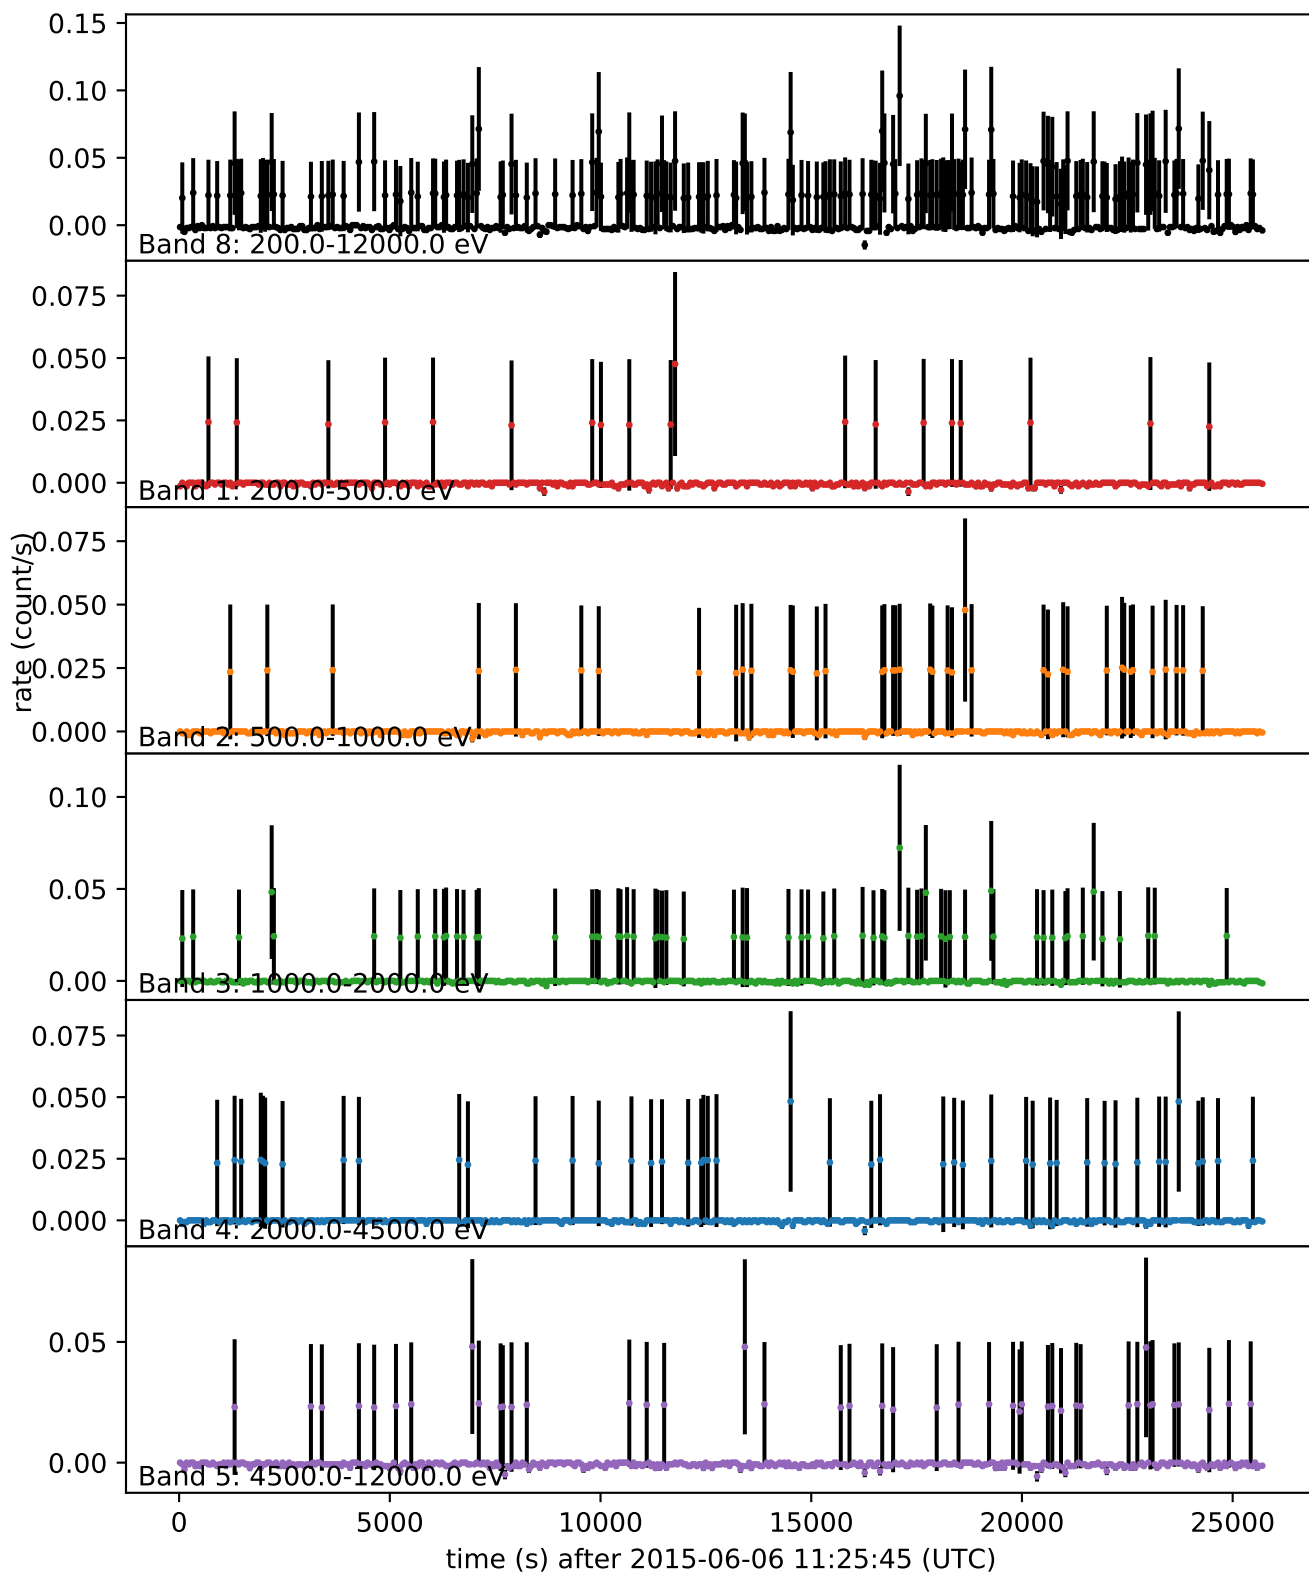 0.15
0.10
0.05
0.00
Band 8: 200.0-12000.0 eV
0.075
0.050
0.025
0.000
Band 1: 200.0-500.0 eV
rate (count/s)
0.075
0.050
0.025
0.000
Band 2: 500.0-1000.0 eV
0.10
0.05
0.00
Band 3: 1000.0-2000.0 eV
0.075
0.050
0.025
0.000
Band 4: 2000.0-4500.0 eV
0.05
0.00
Band 5: 4500.0-12000.0 eV
0 5000 10000 15000 20000 25000
time (s) after 2015-06-06 11:25:45 (UTC)